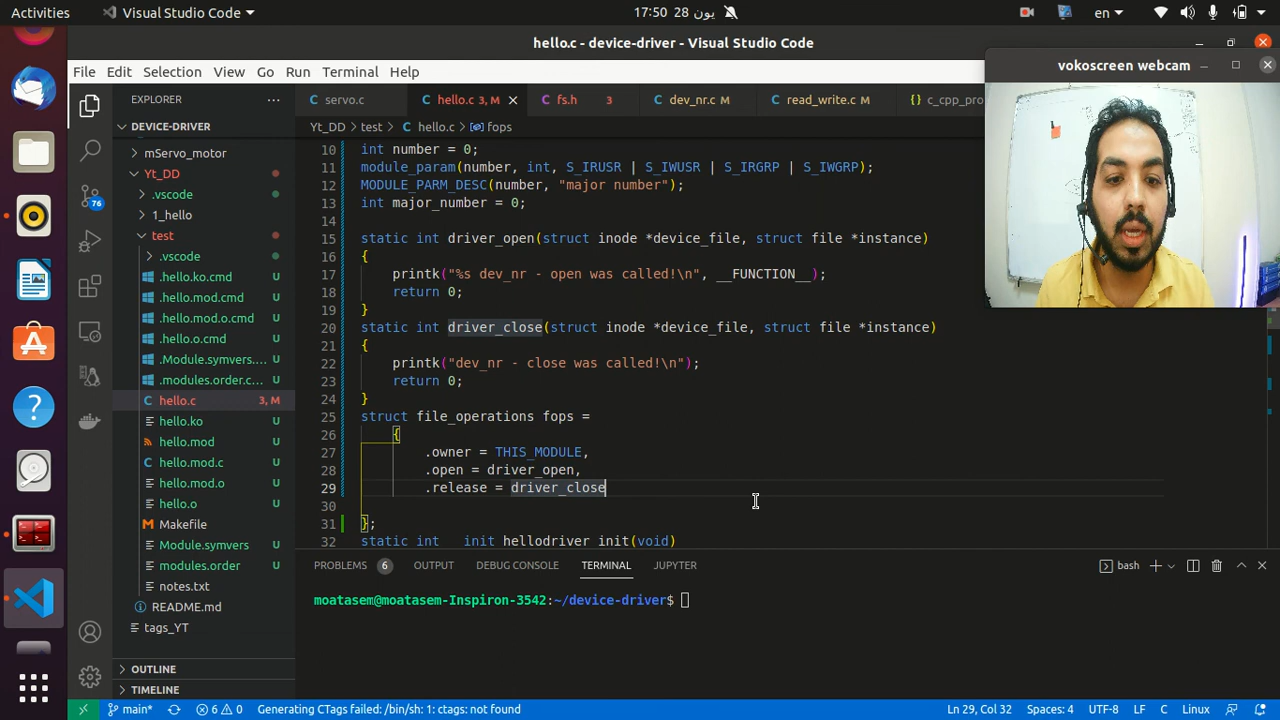 Activities
Visual Studio Code
17:50 28 يون
en
hello.c - device-driver - Visual Studio Code
File Edit Selection View Go Run Terminal Help
vokoscreen webcam
EXPLORER
servo.c
hello.c 3, M
fs.h 3
dev_nr.c M
read_write.c M
{} c_cpp_pro
DEVICE-DRIVER
Yt_DD > test > hello.c > fops
mServo_motor
Yt_DD
.vscode
1_hello
test
.vscode
.hello.ko.cmd U
.hello.mod.cmd U
.hello.mod.o.cmd U
.hello.o.cmd U
.Module.symvers.... U
.modules.order.c... U
hello.c 3, M
hello.ko U
hello.mod U
hello.mod.c U
hello.mod.o U
hello.o U
Makefile
Module.symvers U
modules.order U
notes.txt
README.md
tags_YT
OUTLINE
TIMELINE
76
10 int number = 0;
11 module_param(number, int, S_IRUSR | S_IWUSR | S_IRGRP | S_IWGRP);
12 MODULE_PARM_DESC(number, "major number");
13 int major_number = 0;
14
15 static int driver_open(struct inode *device_file, struct file *instance)
16 {
17 printk("%s dev_nr - open was called!\n", __FUNCTION__);
18 return 0;
19 }
20 static int driver_close(struct inode *device_file, struct file *instance)
21 {
22 printk("dev_nr - close was called!\n");
23 return 0;
24 }
25 struct file_operations fops =
26 {
27 .owner = THIS_MODULE,
28 .open = driver_open,
29 .release = driver_close
30
31 };
32 static int __init hellodriver_init(void)
PROBLEMS 6 OUTPUT DEBUG CONSOLE TERMINAL JUPYTER
bash
moatasem@moatasem-Inspiron-3542:~/device-driver$
main*
6 0
Generating CTags failed: /bin/sh: 1: ctags: not found
Ln 29, Col 32 Spaces: 4 UTF-8 LF C Linux